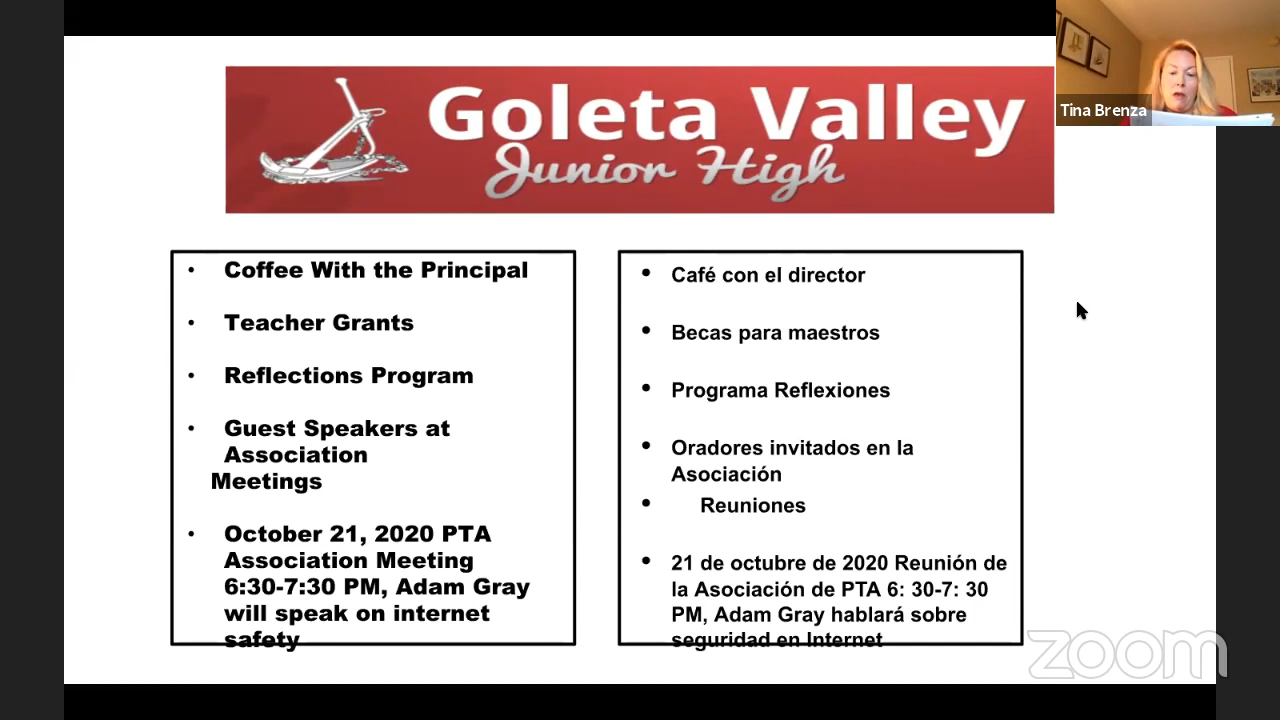 Goleta Valley
Junior High
Tina Brenza
• Coffee With the Principal
• Teacher Grants
• Reflections Program
• Guest Speakers at
Association
Meetings
• October 21, 2020 PTA
Association Meeting
6:30-7:30 PM, Adam Gray
will speak on internet
safety
• Café con el director
• Becas para maestros
• Programa Reflexiones
• Oradores invitados en la
Asociación
• Reuniones
• 21 de octubre de 2020 Reunión de
la Asociación de PTA 6: 30-7: 30
PM, Adam Gray hablará sobre
seguridad en Internet
zoom